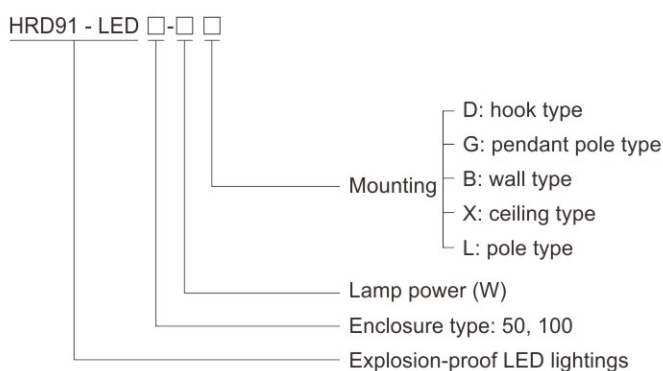 HRD91 - LED □-□ □
D: hook type
G: pendant pole type
Mounting
B: wall type
X: ceiling type
L: pole type
Lamp power (W)
Enclosure type: 50, 100
Explosion-proof LED lightings